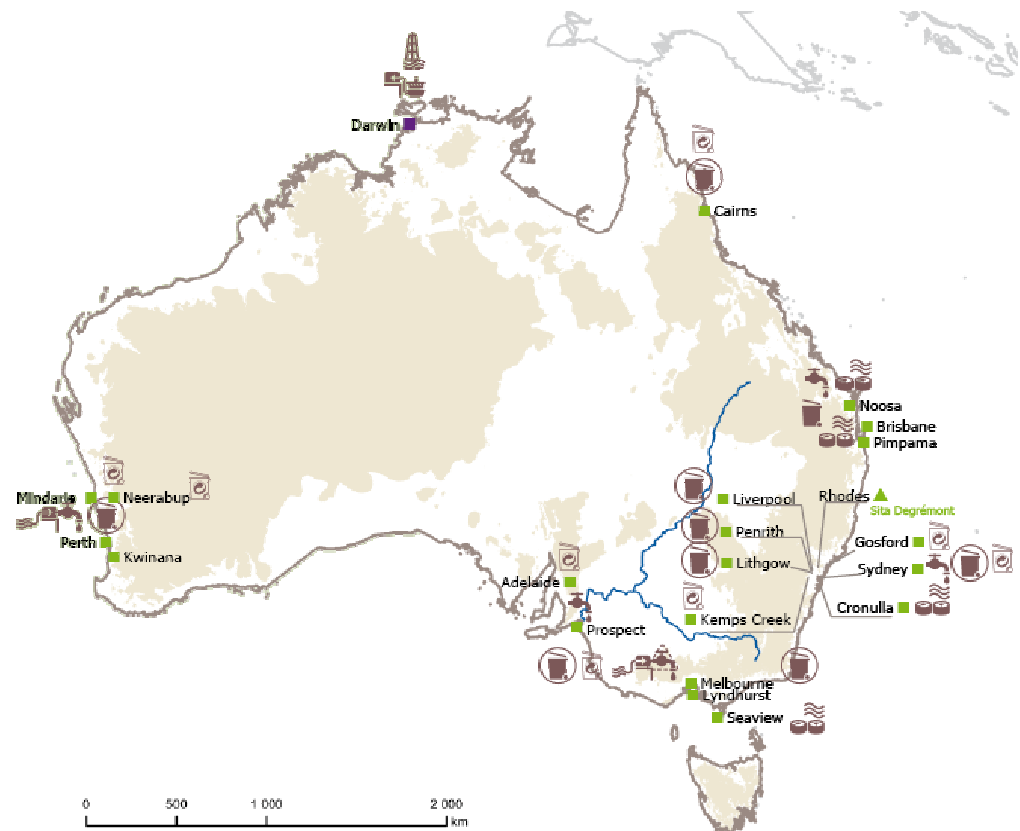 Darwin
Cairns
Noosa
Brisbane
Pimpama
Mindarie
Neerabup
Liverpool
Rhodes
Sita Degrémont
Penrith
Gosford
Perth
Kwinana
Lithgow
Sydney
Adelaide
Cronulla
Kemps Creek
Prospect
Melbourne
Lyndhurst
Seaview
0 500 1 000 2 000
km